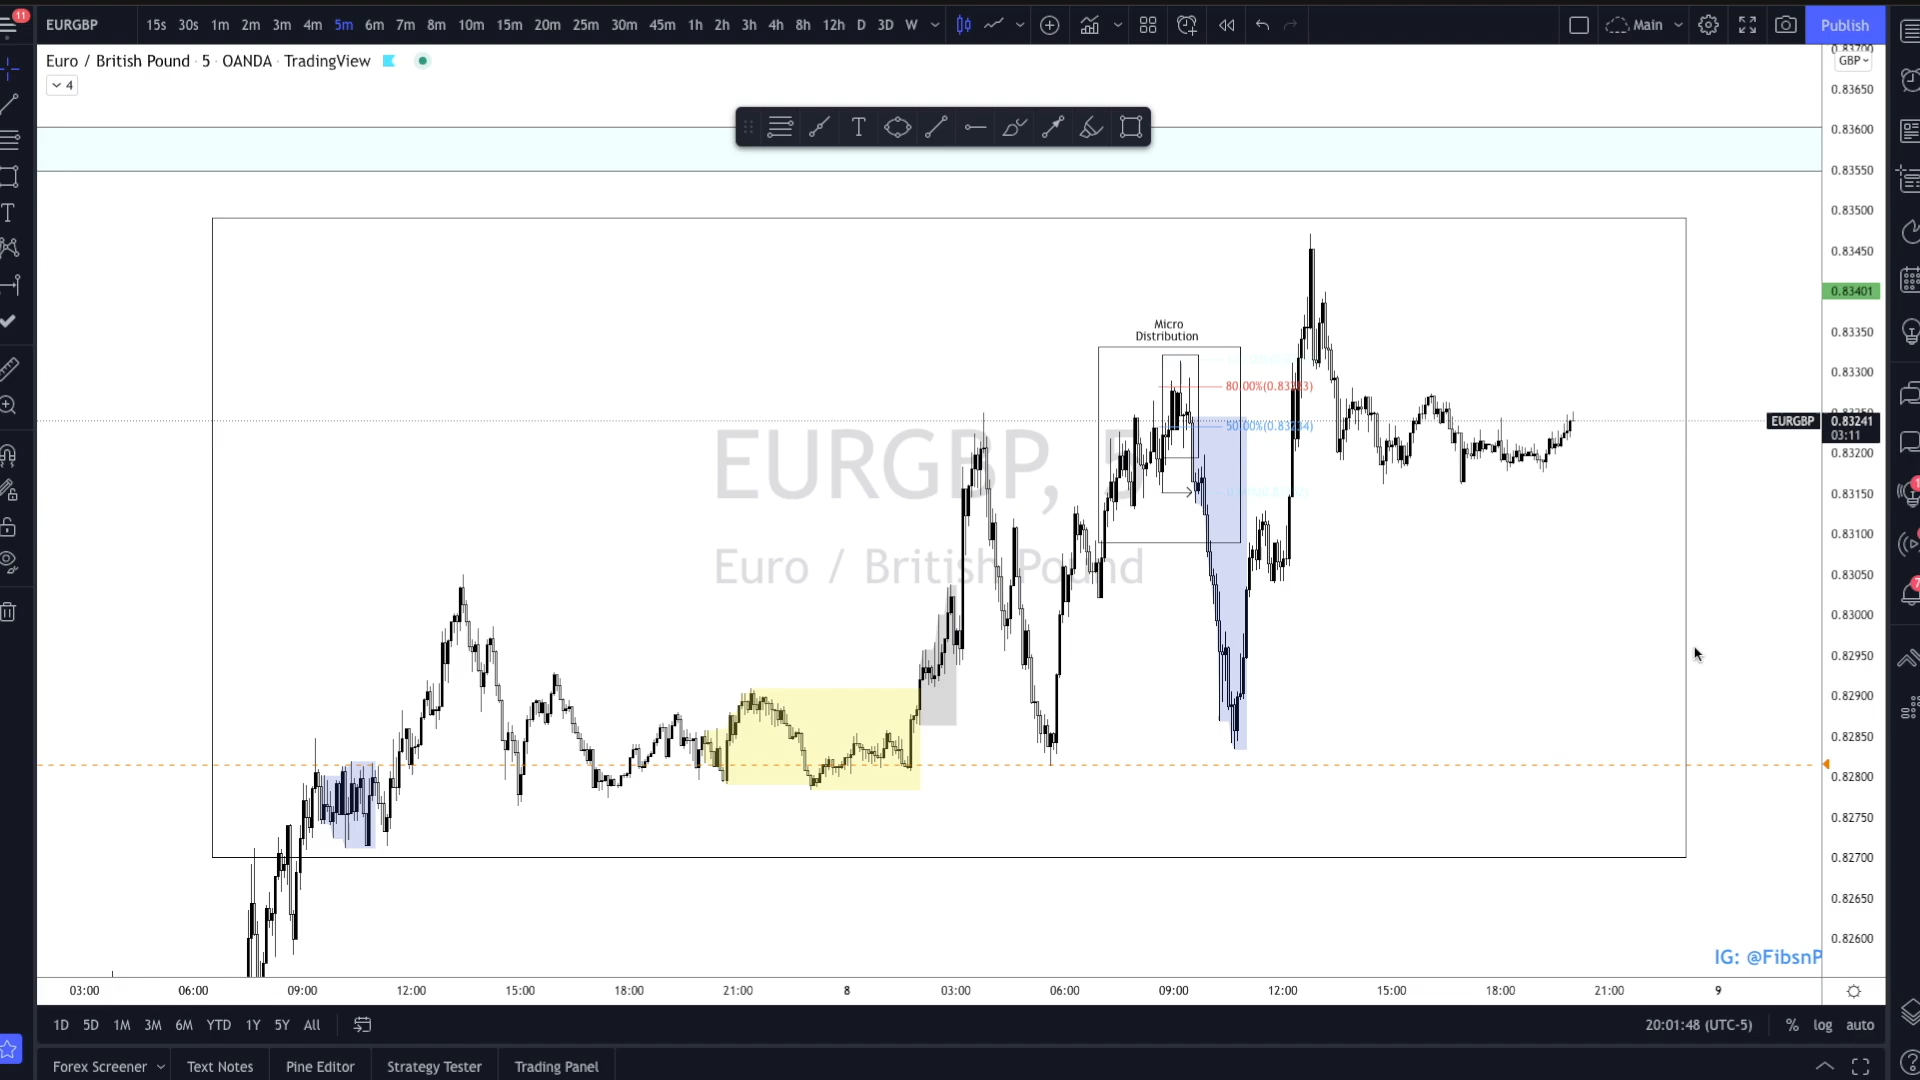 11
EURGBP
15s 30s 1m 2m 3m 4m 5m 6m 7m 8m 10m 15m 20m 25m 30m 45m 1h 2h 3h 4h 8h 12h D 3D W
Main
Publish
Euro / British Pound · 5 · OANDA · TradingView
4
GBP
0.83700
0.83650
0.83600
0.83550
0.83500
0.83450
0.83401
0.83350
0.83300
0.83250
EURGBP 0.83241
03:11
0.83200
0.83150
0.83100
0.83050
0.83000
0.82950
0.82900
0.82850
0.82800
0.82750
0.82700
0.82650
0.82600
Micro
Distribution
EURGBP, 5
Euro / British Pound
IG: @FibsnP
03:00 06:00 09:00 12:00 15:00 18:00 21:00 8 03:00 06:00 09:00 12:00 15:00 18:00 21:00 9
1D 5D 1M 3M 6M YTD 1Y 5Y All
20:01:48 (UTC-5) % log auto
Forex Screener Text Notes Pine Editor Strategy Tester Trading Panel